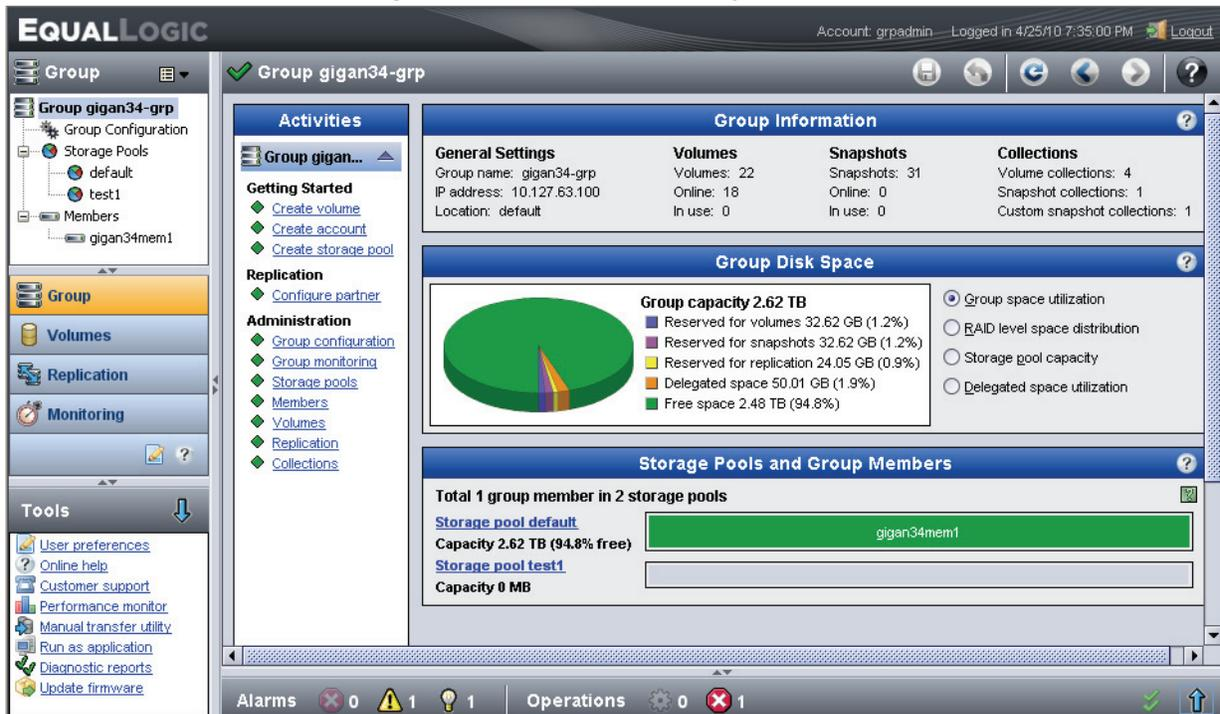 EQUALLOGIC
Account: grpadmin Logged in 4/25/10 7:35:00 PM Logout
Group
Group gigan34-grp
Group Configuration
Storage Pools
default
test1
Members
gigan34mem1
Group
Volumes
Replication
Monitoring
Tools
User preferences
Online help
Customer support
Performance monitor
Manual transfer utility
Run as application
Diagnostic reports
Update firmware
Group gigan34-grp
Activities
Group gigan...
Getting Started
Create volume
Create account
Create storage pool
Replication
Configure partner
Administration
Group configuration
Group monitoring
Storage pools
Members
Volumes
Replication
Collections
Group Information
General Settings
Group name: gigan34-grp
IP address: 10.127.63.100
Location: default
Volumes
Volumes: 22
Online: 18
In use: 0
Snapshots
Snapshots: 31
Online: 0
In use: 0
Collections
Volume collections: 4
Snapshot collections: 1
Custom snapshot collections: 1
Group Disk Space
Group capacity 2.62 TB
Reserved for volumes 32.62 GB (1.2%)
Reserved for snapshots 32.62 GB (1.2%)
Reserved for replication 24.05 GB (0.9%)
Delegated space 50.01 GB (1.9%)
Free space 2.48 TB (94.8%)
Group space utilization
RAID level space distribution
Storage pool capacity
Delegated space utilization
Storage Pools and Group Members
Total 1 group member in 2 storage pools
Storage pool default
Capacity 2.62 TB (94.8% free)
gigan34mem1
Storage pool test1
Capacity 0 MB
Alarms 0 1 1 Operations 0 1